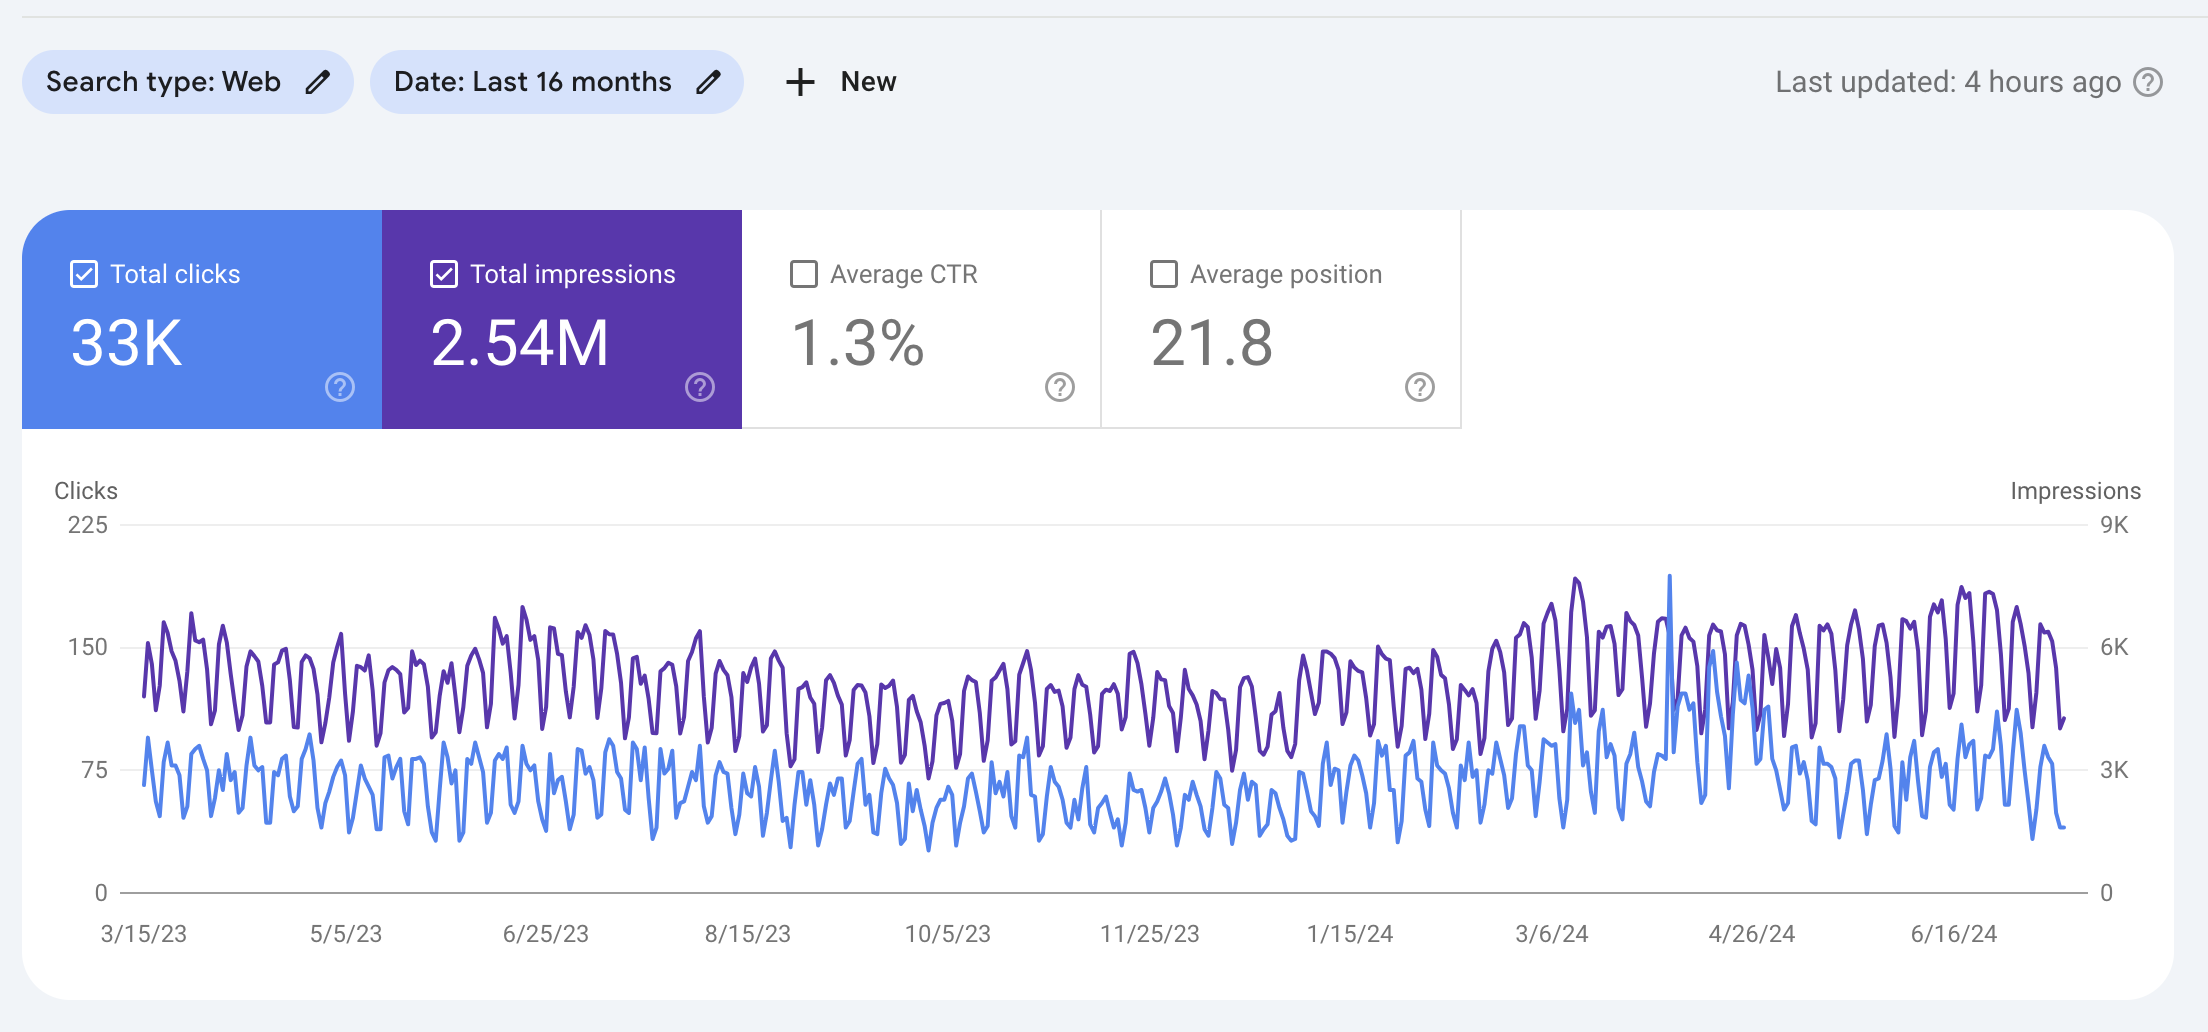 Search type: Web Date: Last 16 months + New Last updated: 4 hours ago
Total clicks Total impressions Average CTR Average position
33K 2.54M 1.3% 21.8
Clicks Impressions
225 9K
150 6K
75 3K
0 0
3/15/23 5/5/23 6/25/23 8/15/23 10/5/23 11/25/23 1/15/24 3/6/24 4/26/24 6/16/24